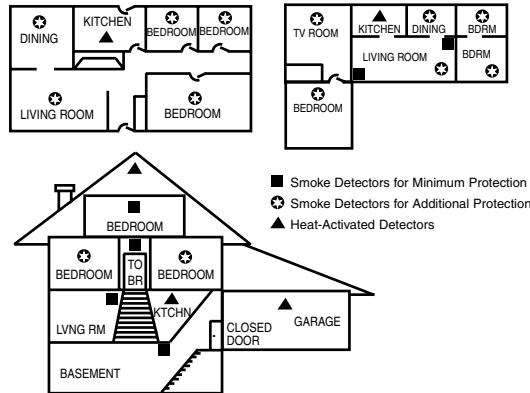 DINING
KITCHEN
BEDROOM
BEDROOM
LIVING ROOM
BEDROOM
TV ROOM
KITCHEN
DINING
BDRM
LIVING ROOM
BDRM
BEDROOM
Smoke Detectors for Minimum Protection
Smoke Detectors for Additional Protection
Heat-Activated Detectors
BEDROOM
BEDROOM
TO
BR
BEDROOM
LVNG RM
KTCHN
CLOSED
DOOR
GARAGE
BASEMENT